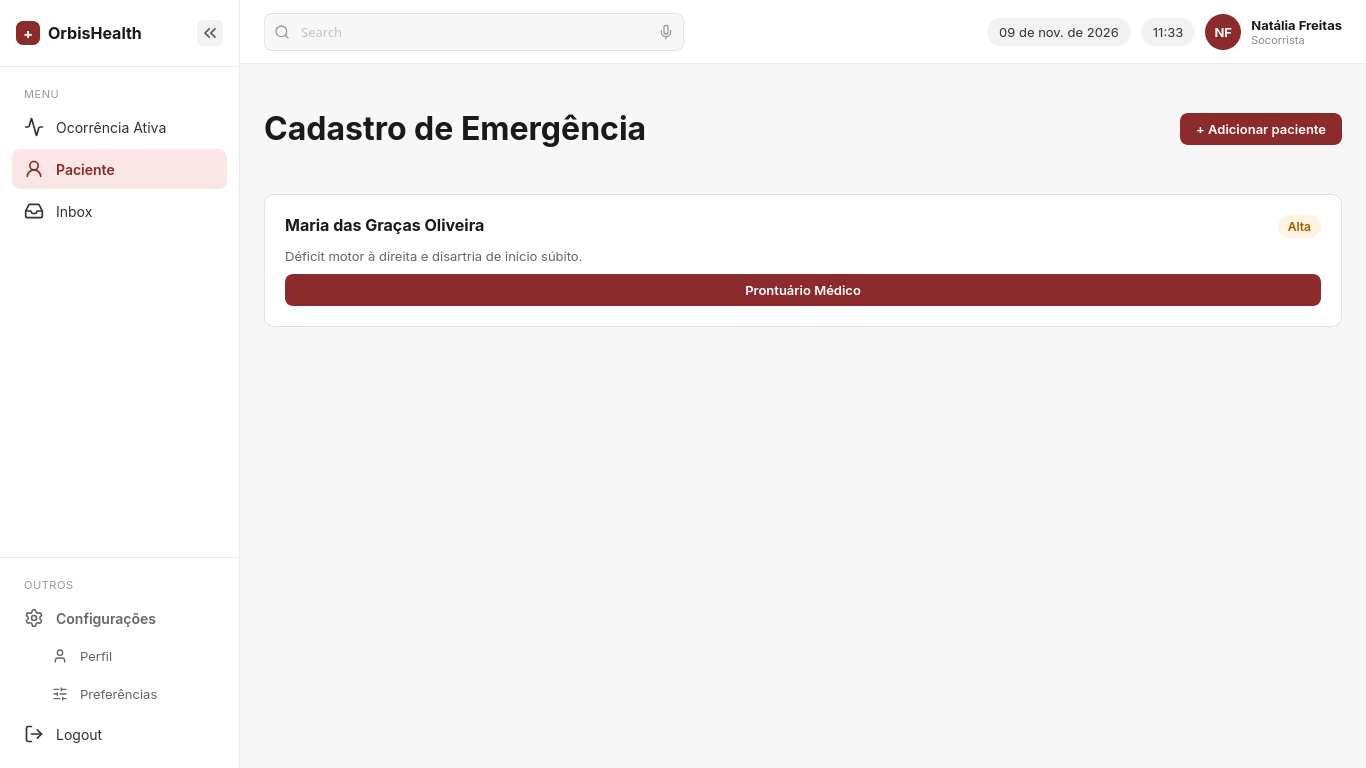 + OrbisHealth
Search
09 de nov. de 2026
11:33
NF
Natália Freitas
Socorrista
MENU
Ocorrência Ativa
Paciente
Inbox
Cadastro de Emergência
+ Adicionar paciente
Maria das Graças Oliveira
Alta
Déficit motor à direita e disartria de início súbito.
Prontuário Médico
OUTROS
Configurações
Perfil
Preferências
Logout